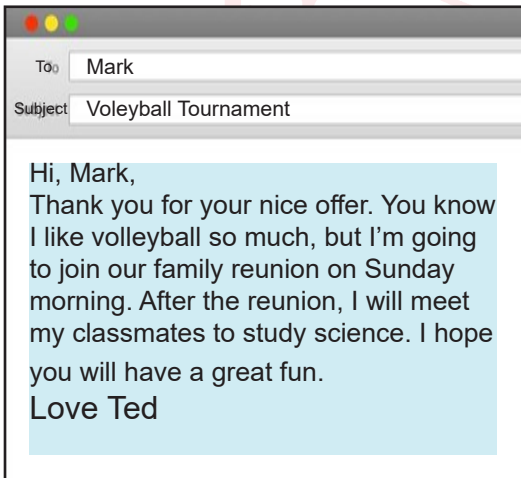 To Mark
Subject Voleyball Tournament
Hi, Mark,
Thank you for your nice offer. You know
I like volleyball so much, but I’m going
to join our family reunion on Sunday
morning. After the reunion, I will meet
my classmates to study science. I hope
you will have a great fun.
Love Ted